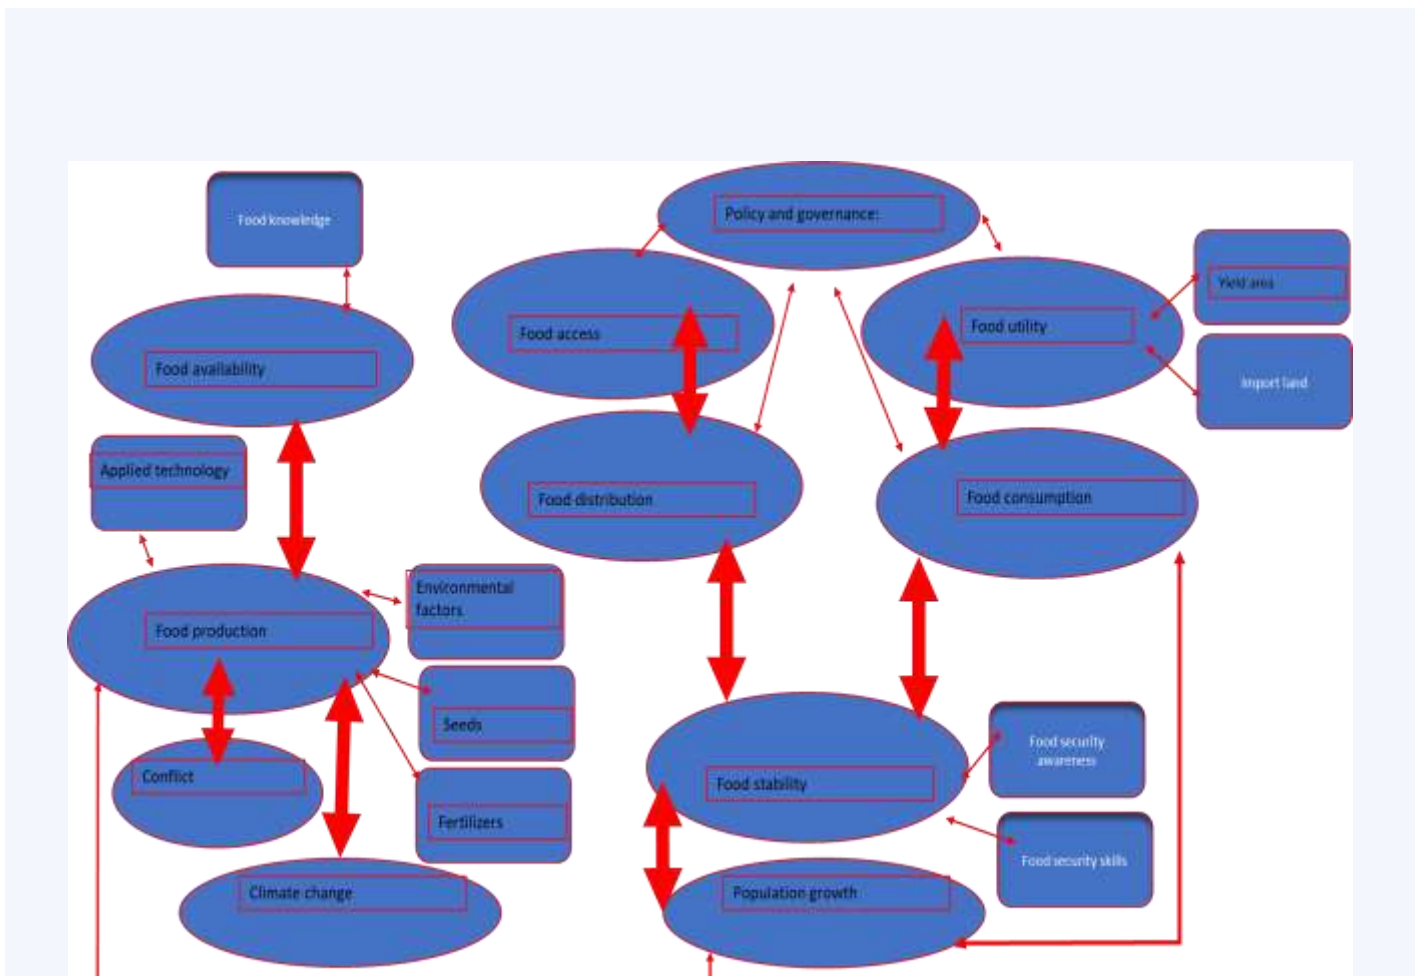 Food knowledge
Policy and governance:
Yield area
Food access
Food utility
Food availability
Import land
Applied technology
Food distribution
Food consumption
Environmental
factors
Food production
Seeds
Food security
awareness
Conflict
Food stability
Fertilizers
Food security skills
Climate change
Population growth